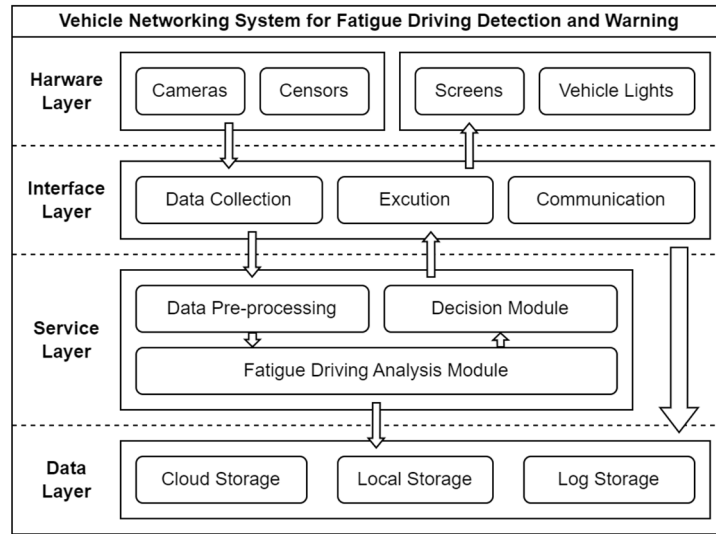 Vehicle Networking System for Fatigue Driving Detection and Warning
Harware
Layer
Cameras
Censors
Screens
Vehicle Lights
Interface
Layer
Data Collection
Excution
Communication
Service
Layer
Data Pre-processing
Decision Module
Fatigue Driving Analysis Module
Data
Layer
Cloud Storage
Local Storage
Log Storage